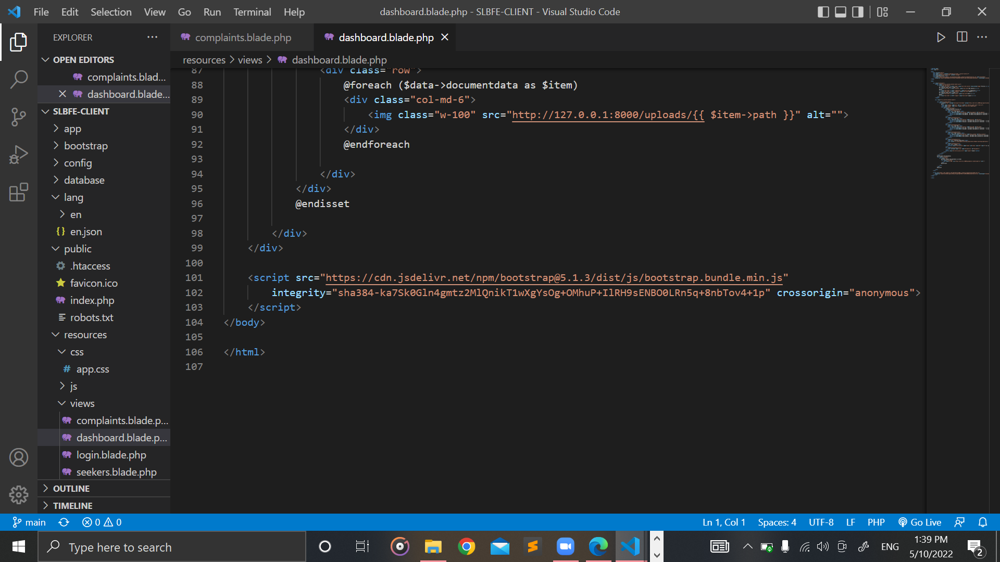 File Edit Selection View Go Run Terminal Help
dashboard.blade.php - SLBFE-CLIENT - Visual Studio Code
EXPLORER
OPEN EDITORS
complaints.blad...
dashboard.blade...
SLBFE-CLIENT
app
bootstrap
config
database
lang
en
{} en.json
public
.htaccess
favicon.ico
index.php
robots.txt
resources
css
# app.css
js
views
complaints.blade.p...
dashboard.blade.p...
login.blade.php
seekers.blade.php
OUTLINE
TIMELINE
complaints.blade.php
dashboard.blade.php
resources > views > dashboard.blade.php
87 <div class="row">
88 @foreach ($data->documentdata as $item)
89 <div class="col-md-6">
90 <img class="w-100" src="http://127.0.0.1:8000/uploads/{{ $item->path }}" alt="">
91 </div>
92 @endforeach
93
94 </div>
95 </div>
96 @endisset
97
98 </div>
99 </div>
100
101 <script src="https://cdn.jsdelivr.net/npm/bootstrap@5.1.3/dist/js/bootstrap.bundle.min.js"
102 integrity="sha384-ka7Sk0Gln4gmtz2MlQnikT1wXgYsOg+OMhuP+IlRH9sENBO0LRn5q+8nbTov4+1p" crossorigin="anonymous">
103 </script>
104 </body>
105
106 </html>
107
main 0 0
Ln 1, Col 1 Spaces: 4 UTF-8 LF PHP Go Live
Type here to search
ENG
1:39 PM
5/10/2022
2